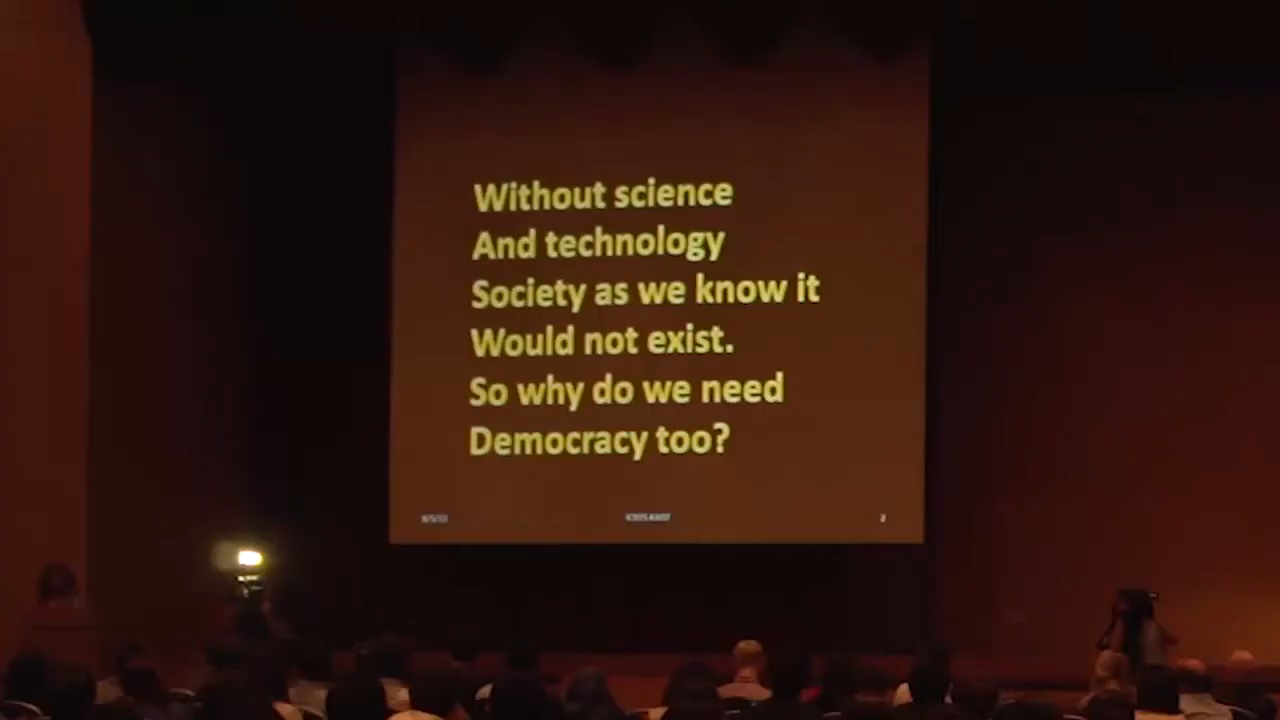 Without science
And technology
Society as we know it
Would not exist.
So why do we need
Democracy too?
2